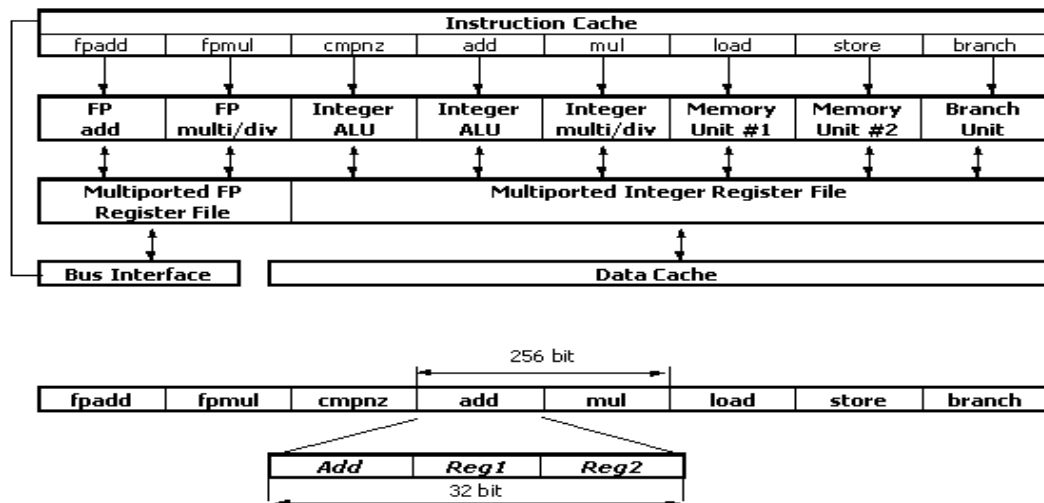 Instruction Cache
fpadd fpmul cmpnz add mul load store branch
FP add FP multi/div Integer ALU Integer ALU Integer multi/div Memory Unit #1 Memory Unit #2 Branch Unit
Multiported FP Register File Multiported Integer Register File
Bus Interface Data Cache
256 bit
fpadd fpmul cmpnz add mul load store branch
Add Reg1 Reg2
32 bit